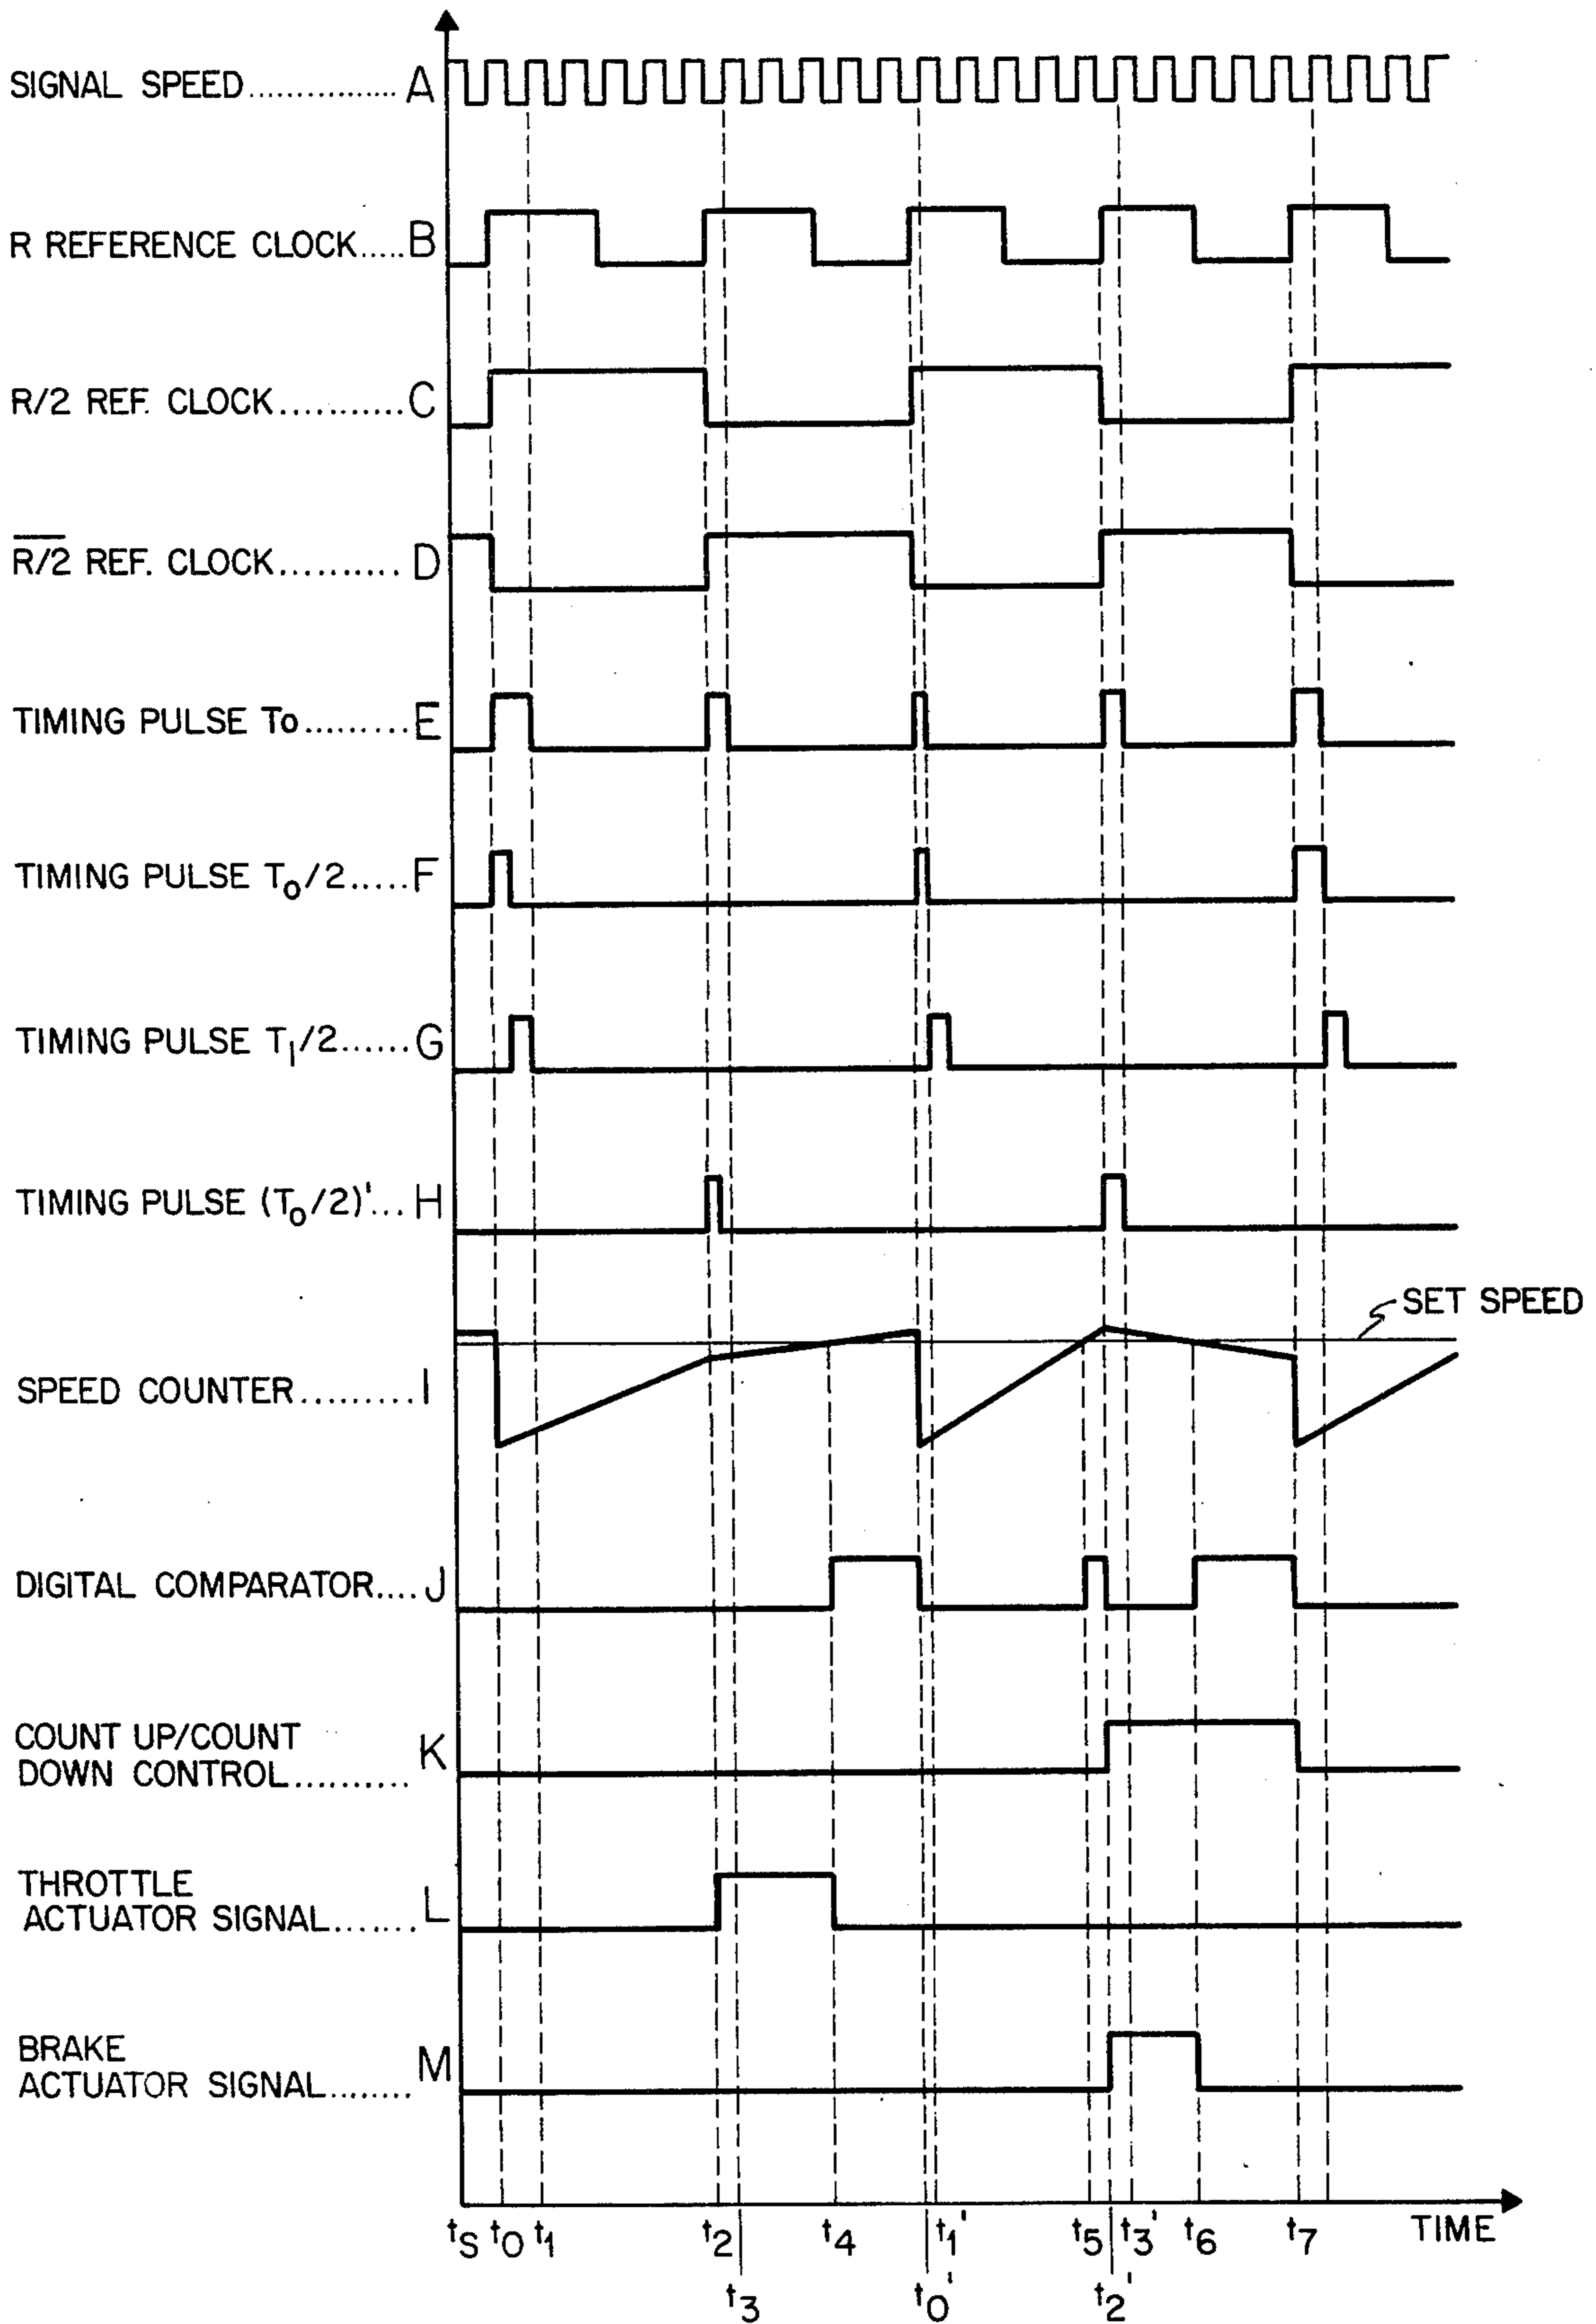 SIGNAL SPEED................ A
R REFERENCE CLOCK..... B
R/2 REF. CLOCK...........C
R/2 REF. CLOCK.......... D
TIMING PULSE To.........E
TIMING PULSE T0/2.....F
TIMING PULSE T1/2......G
TIMING PULSE (T0/2)'... H
SET SPEED
SPEED COUNTER.........I
DIGITAL COMPARATOR....J
COUNT UP/COUNT
DOWN CONTROL.......... K
THROTTLE
ACTUATOR SIGNAL.......L
BRAKE
ACTUATOR SIGNAL........ M
tS t0 t1 t2 t4 t1' t5 t3' t6 t7 TIME
t3 t0' t2'